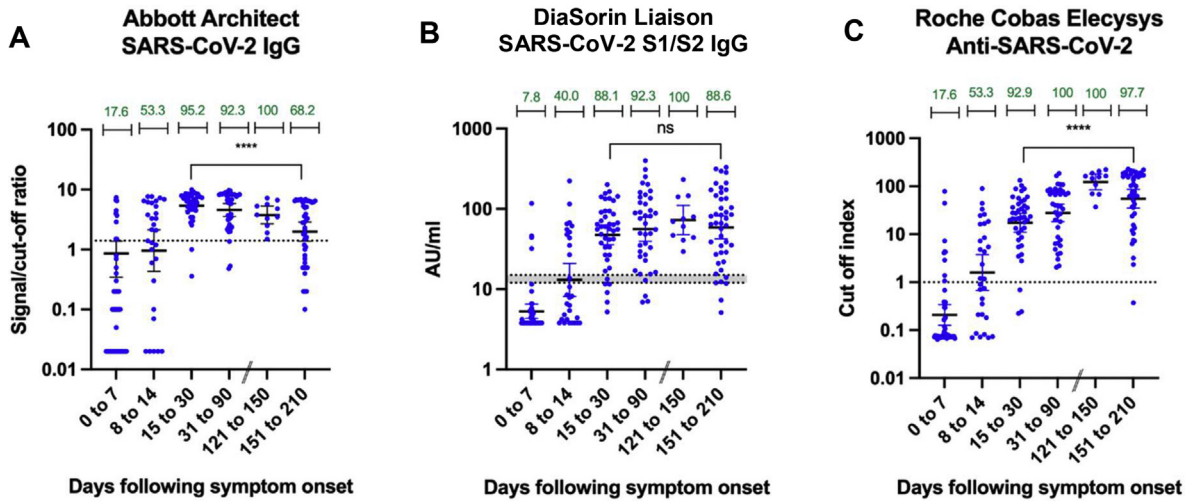 A
Abbott Architect
SARS-CoV-2 IgG
17.6 53.3 95.2 92.3 100 68.2
100
10
1
0.1
0.01
****
Signal/cut-off ratio
0 to 7
8 to 14
15 to 30
31 to 90
121 to 150
151 to 210
Days following symptom onset
B
DiaSorin Liaison
SARS-CoV-2 S1/S2 IgG
7.8 40.0 88.1 92.3 100 88.6
1000
100
10
1
ns
AU/ml
0 to 7
8 to 14
15 to 30
31 to 90
121 to 150
151 to 210
Days following symptom onset
C
Roche Cobas Elecysys
Anti-SARS-CoV-2
17.6 53.3 92.9 100 100 97.7
1000
100
10
1
0.1
0.01
****
Cut off index
0 to 7
8 to 14
15 to 30
31 to 90
121 to 150
151 to 210
Days following symptom onset